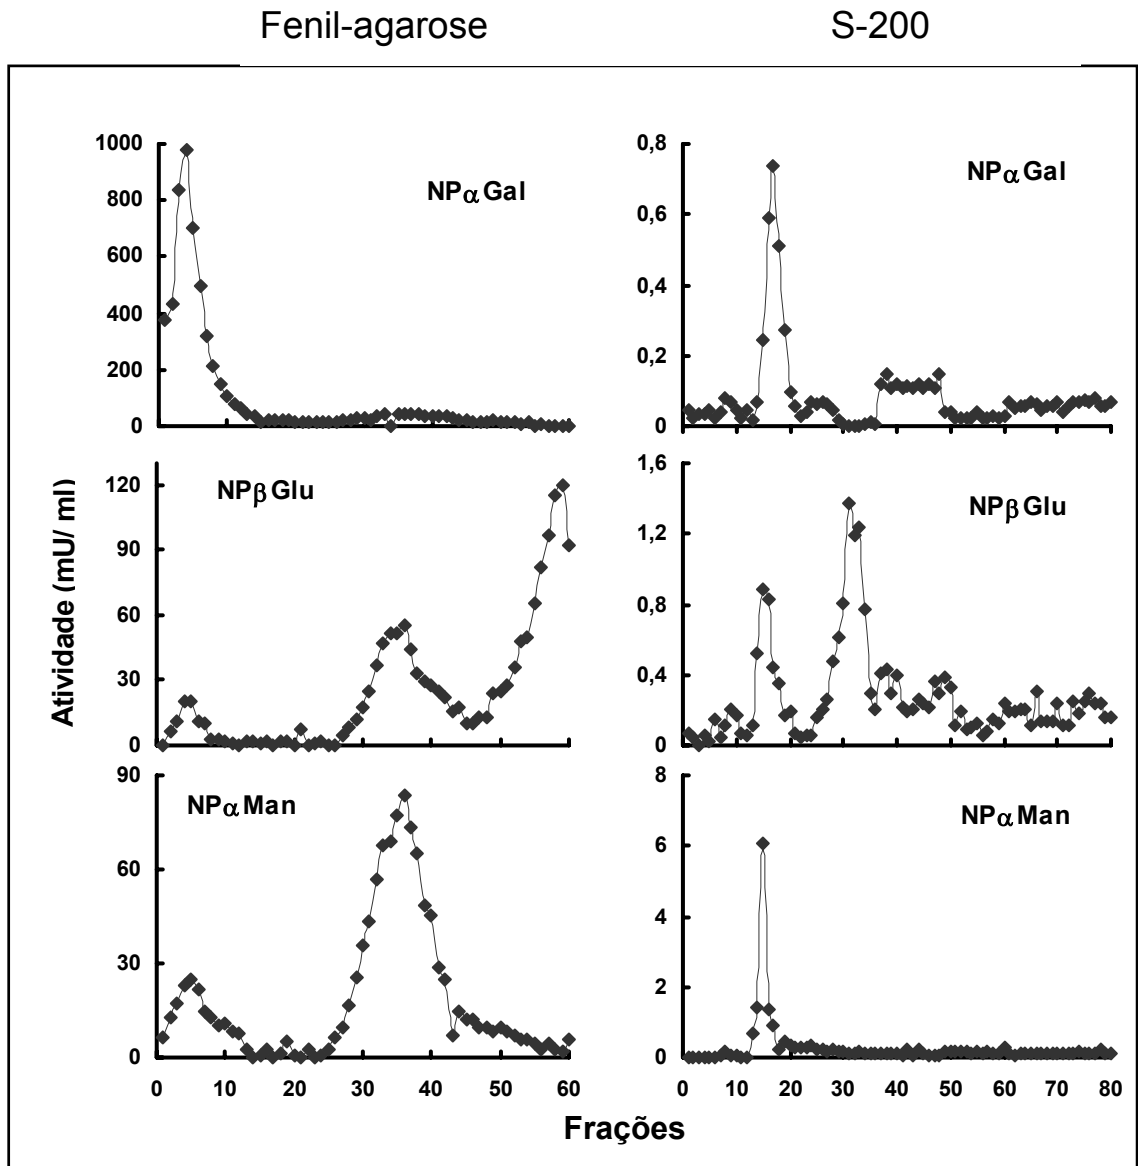 Fenil-agarose
S-200
1000
800
600
400
200
0
NPαGal
0,8
0,6
0,4
0,2
0
NPαGal
120
90
60
30
0
NPβGlu
1,6
1,2
0,8
0,4
0
NPβGlu
Atividade (mU/ ml)
90
60
30
0
NPαMan
0 10 20 30 40 50 60
8
6
4
2
0
NPαMan
0 10 20 30 40 50 60 70 80
Frações